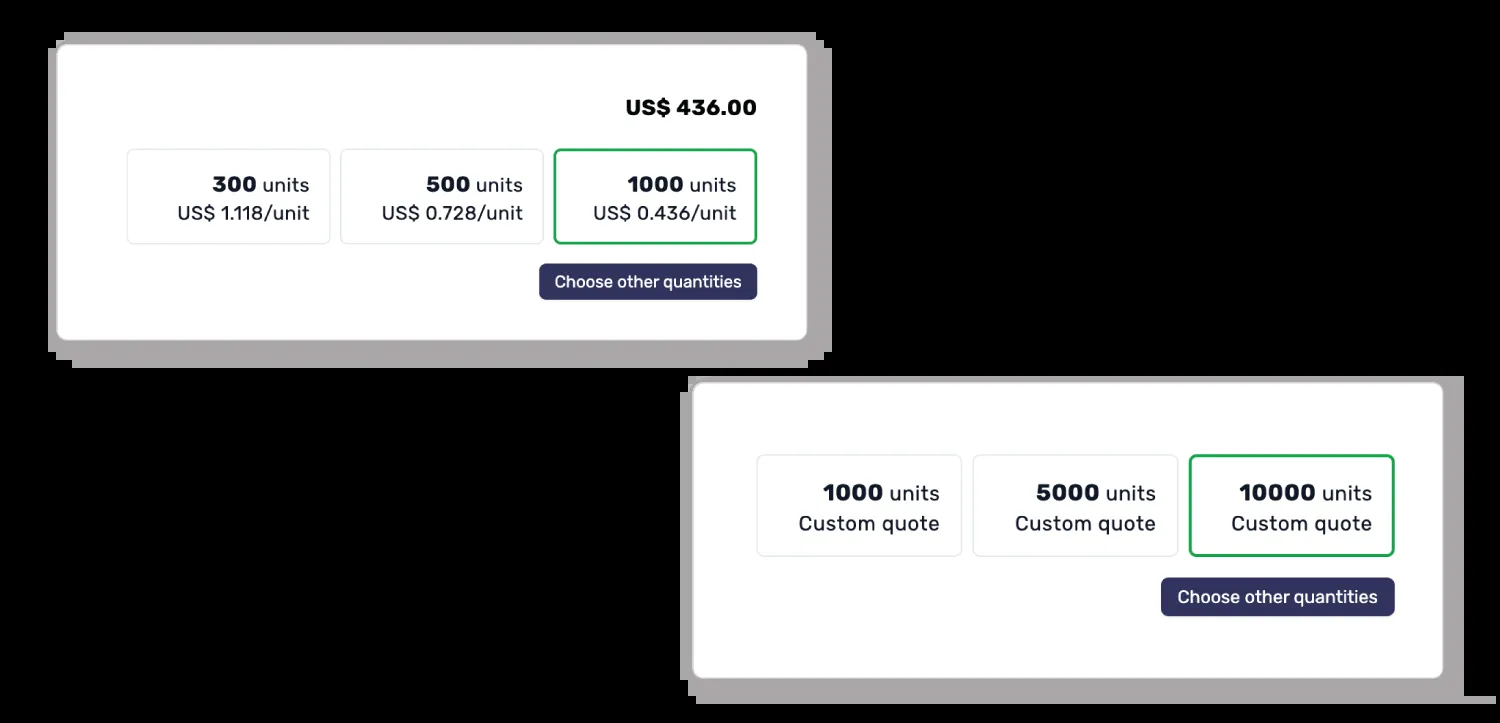 US$ 436.00
300 units
US$ 1.118/unit
500 units
US$ 0.728/unit
1000 units
US$ 0.436/unit
Choose other quantities
1000 units
Custom quote
5000 units
Custom quote
10000 units
Custom quote
Choose other quantities